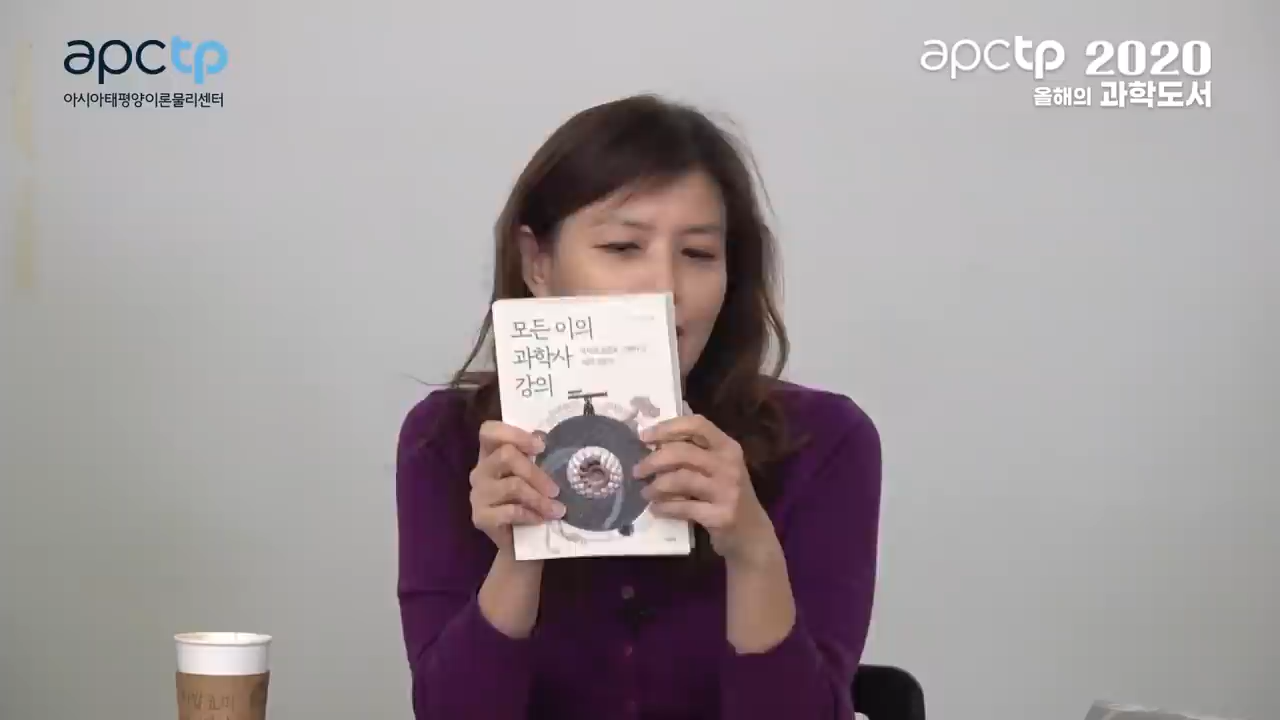 apctp
아시아태평양이론물리센터
apctp 2020
올해의 과학도서
모든 이의
과학사
강의